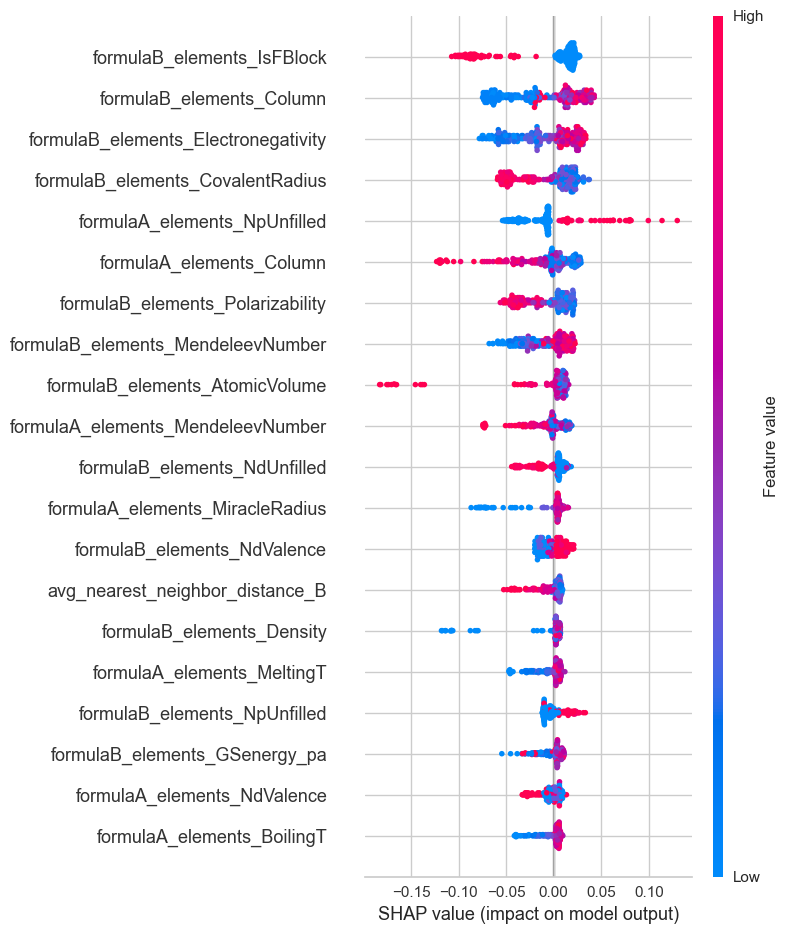 High
formulaB_elements_IsFBlock
formulaB_elements_Column
formulaB_elements_Electronegativity
formulaB_elements_CovalentRadius
formulaA_elements_NpUnfilled
formulaA_elements_Column
formulaB_elements_Polarizability
formulaB_elements_MendeleevNumber
formulaB_elements_AtomicVolume
formulaA_elements_MendeleevNumber
formulaB_elements_NdUnfilled
formulaA_elements_MiracleRadius
formulaB_elements_NdValence
avg_nearest_neighbor_distance_B
formulaB_elements_Density
formulaA_elements_MeltingT
formulaB_elements_NpUnfilled
formulaB_elements_GSenergy_pa
formulaA_elements_NdValence
formulaA_elements_BoilingT
Feature value
Low
−0.15 −0.10 −0.05 0.00 0.05 0.10
SHAP value (impact on model output)